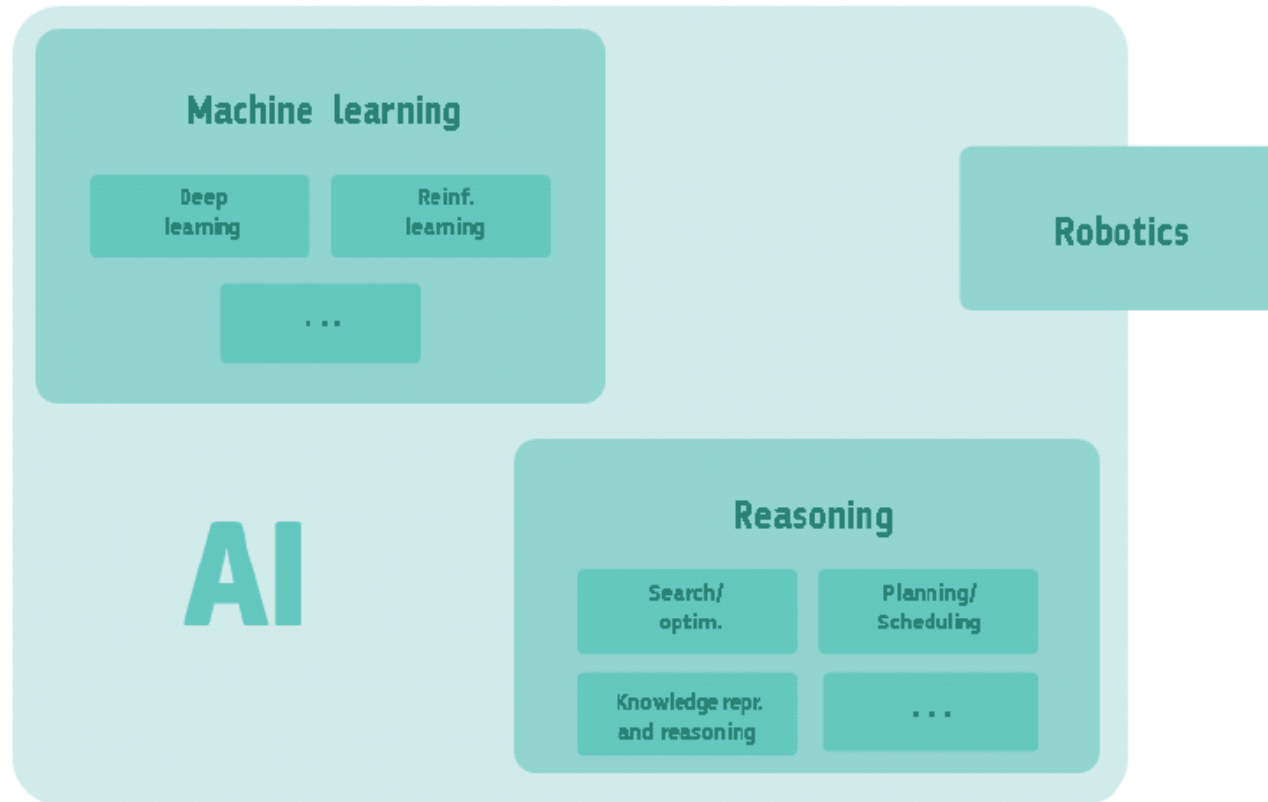 Machine learning
Deep
learning
Reinf.
learning
...
Robotics
AI
Reasoning
Search/
optim.
Planning/
Scheduling
Knowledge repr.
and reasoning
...